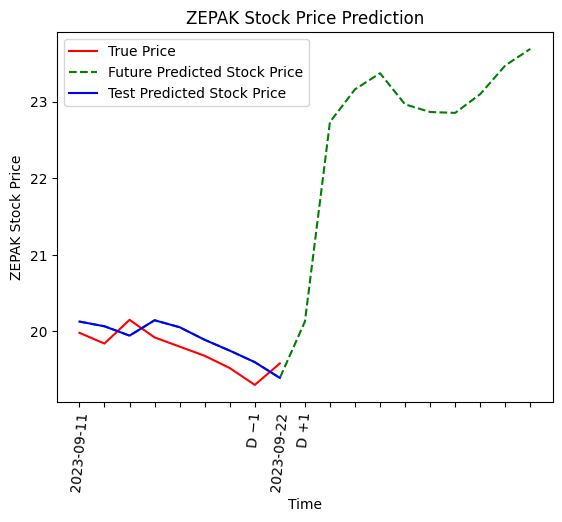 ZEPAK Stock Price Prediction
True Price
Future Predicted Stock Price
Test Predicted Stock Price
ZEPAK Stock Price
23
22
21
20
2023-09-11
D −1
2023-09-22
D +1
Time